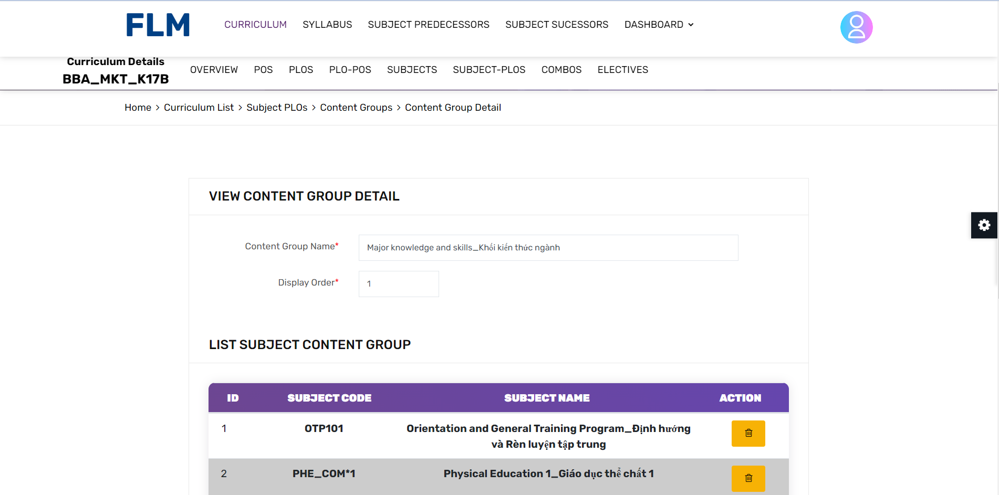 FLM
CURRICULUM SYLLABUS SUBJECT PREDECESSORS SUBJECT SUCESSORS DASHBOARD
Curriculum Details
BBA_MKT_K17B
OVERVIEW POS PLOS PLO-POS SUBJECTS SUBJECT-PLOS COMBOS ELECTIVES
Home > Curriculum List > Subject PLOs > Content Groups > Content Group Detail
VIEW CONTENT GROUP DETAIL
Content Group Name* Major knowledge and skills_Khối kiến thức ngành
Display Order* 1
LIST SUBJECT CONTENT GROUP
ID SUBJECT CODE SUBJECT NAME ACTION
1 OTP101 Orientation and General Training Program_Định hướng
và Rèn luyện tập trung
2 PHE_COM*1 Physical Education 1_Giáo dục thể chất 1